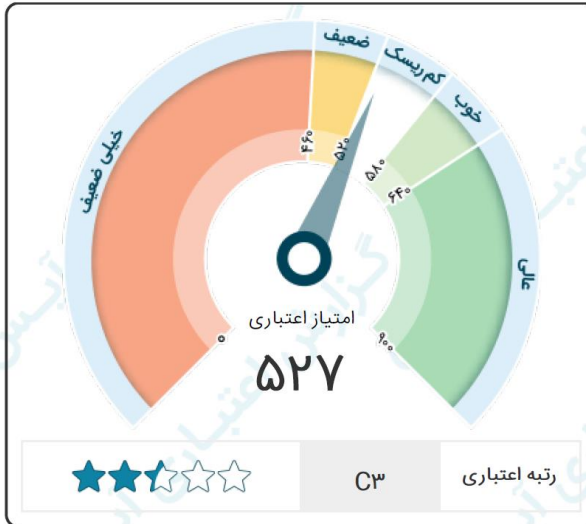 خیلی ضعیف
ضعیف
کم ریسک
خوب
عالی
۰
۴۶۰
۵۲۰
۵۸۰
۶۴۰
۹۰۰
امتیاز اعتباری
۵۲۷
رتبه اعتباری C۳